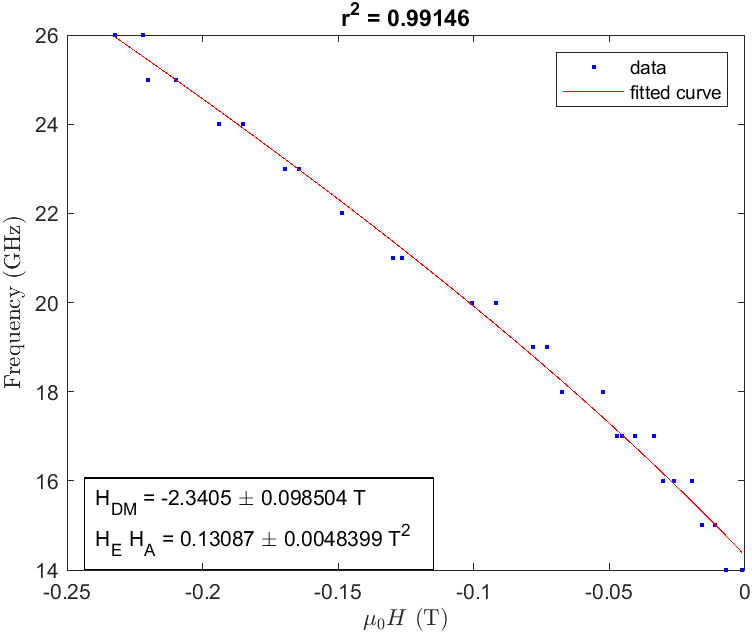 r² = 0.99146
26
24
22
20
18
16
14
Frequency (GHz)
data
fitted curve
H_DM = -2.3405 ± 0.098504 T
H_E H_A = 0.13087 ± 0.0048399 T²
-0.25
-0.2
-0.15
-0.1
-0.05
0
μ₀H (T)